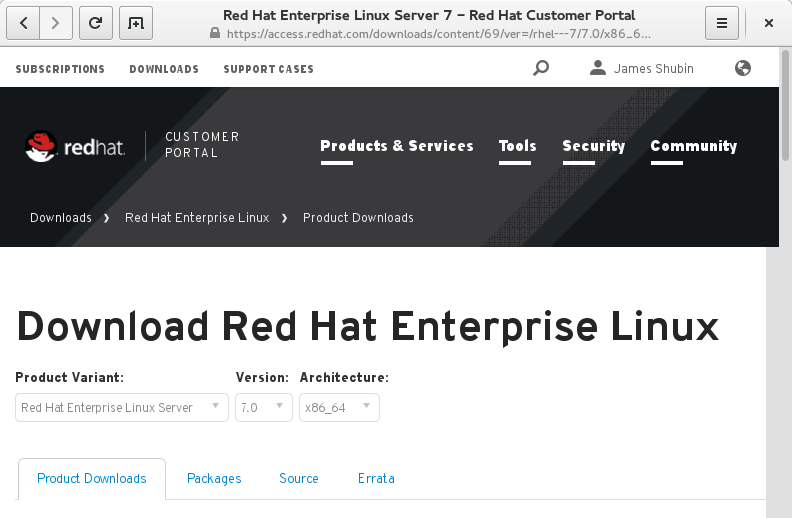 Red Hat Enterprise Linux Server 7 – Red Hat Customer Portal
https://access.redhat.com/downloads/content/69/ver=/rhel---7/7.0/x86_6...
SUBSCRIPTIONS DOWNLOADS SUPPORT CASES James Shubin
redhat. CUSTOMER PORTAL
Products & Services Tools Security Community
Downloads › Red Hat Enterprise Linux › Product Downloads
Download Red Hat Enterprise Linux
Product Variant: Version: Architecture:
Red Hat Enterprise Linux Server 7.0 x86_64
Product Downloads Packages Source Errata